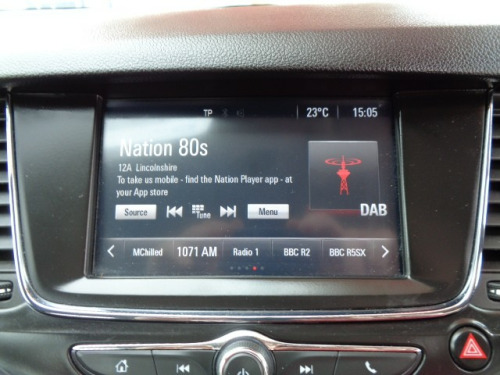 TP 23°C 15:05
Nation 80s
12A Lincolnshire
To take us mobile - find the Nation Player app - at
your App store
Source Tune Menu
DAB
MChilled 1071 AM Radio 1 BBC R2 BBC R5SX